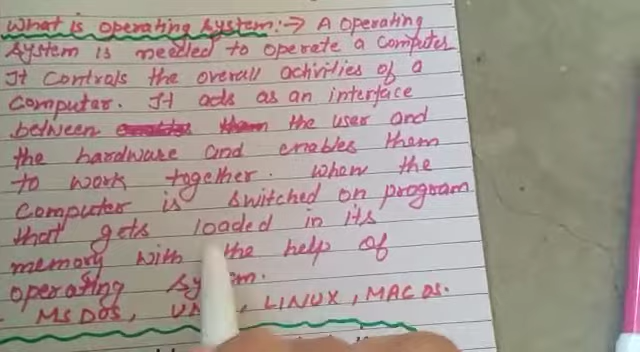 What is operating system:→ A operating
system is needed to operate a computer
It controls the overall activities of a
computer. It acts as an interface
between the user and
the hardware and enables them
to work together. When the
computer is switched on program
that gets loaded in its
memory with the help of
operating
MS DOS, LINUX, MAC OS.